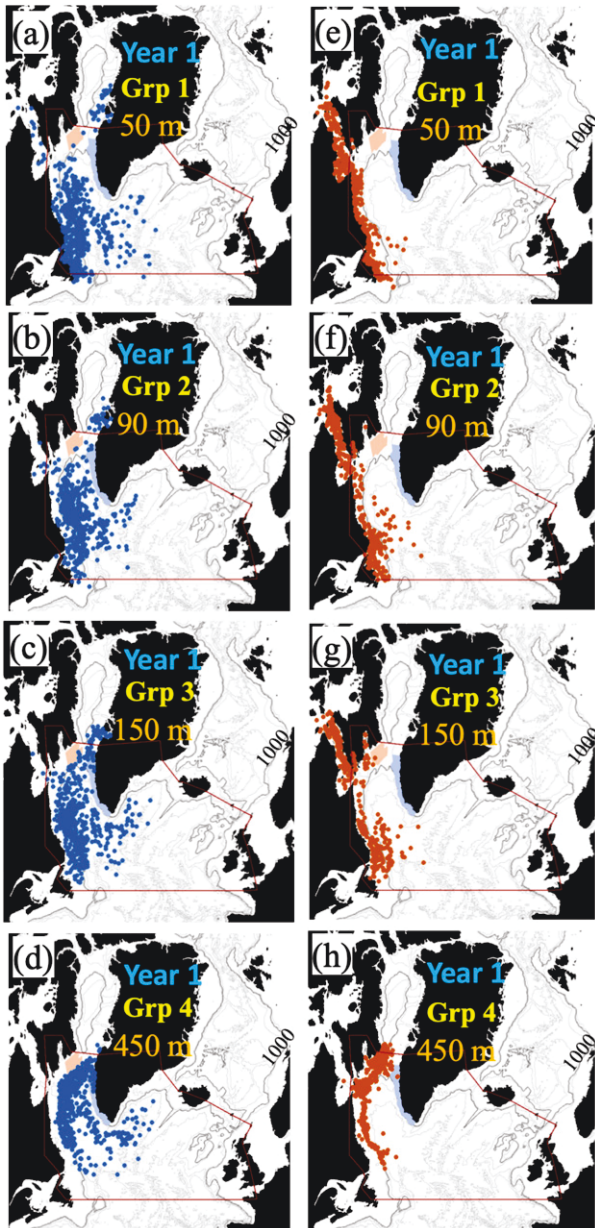 (a)
Year 1
Grp 1
50 m
1000
(e)
Year 1
Grp 1
50 m
1000
(b)
Year 1
Grp 2
90 m
1000
(f)
Year 1
Grp 2
90 m
1000
(c)
Year 1
Grp 3
150 m
1000
(g)
Year 1
Grp 3
150 m
1000
(d)
Year 1
Grp 4
450 m
1000
(h)
Year 1
Grp 4
450 m
1000